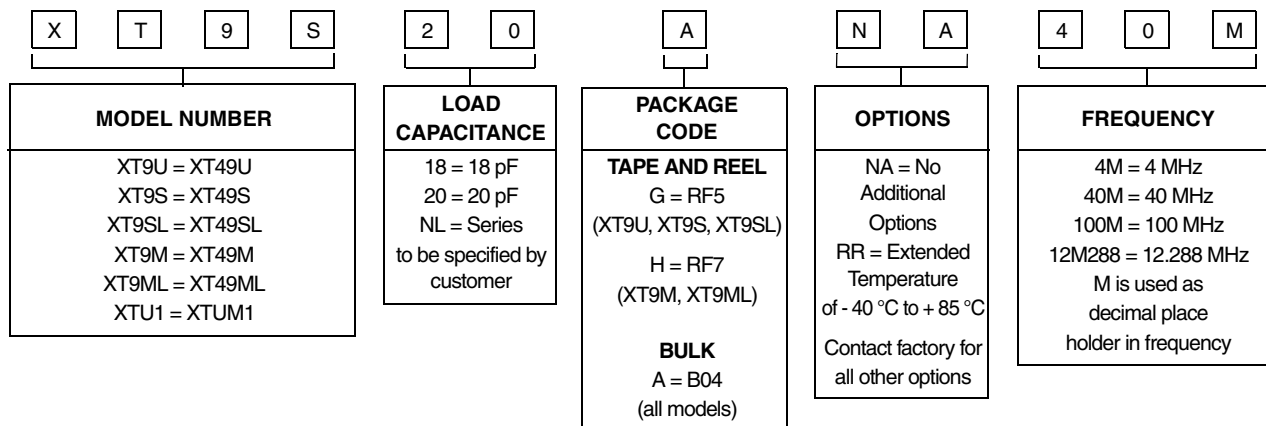 X T 9 S 2 0 A N A 4 0 M
MODEL NUMBER
XT9U = XT49U
XT9S = XT49S
XT9SL = XT49SL
XT9M = XT49M
XT9ML = XT49ML
XTU1 = XTUM1
LOAD
CAPACITANCE
18 = 18 pF
20 = 20 pF
NL = Series
to be specified by
customer
PACKAGE
CODE
TAPE AND REEL
G = RF5
(XT9U, XT9S, XT9SL)
H = RF7
(XT9M, XT9ML)
BULK
A = B04
(all models)
OPTIONS
NA = No
Additional
Options
RR = Extended
Temperature
of - 40 °C to + 85 °C
Contact factory for
all other options
FREQUENCY
4M = 4 MHz
40M = 40 MHz
100M = 100 MHz
12M288 = 12.288 MHz
M is used as
decimal place
holder in frequency